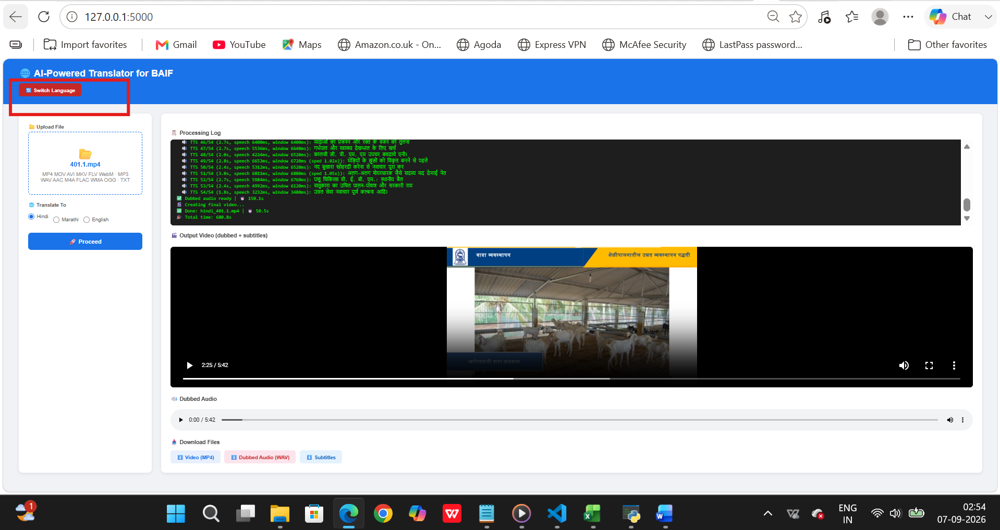 127.0.0.1:5000
Chat
Import favorites
Gmail
YouTube
Maps
Amazon.co.uk - On...
Agoda
Express VPN
McAfee Security
LastPass password...
Other favorites
AI-Powered Translator for BAIF
Switch Language
Upload File
401.1.mp4
MP4 MOV AVI MKV FLV WebM · MP3
WAV AAC M4A FLAC WMA OGG · TXT
Translate To
Hindi
Marathi
English
Proceed
Processing Log
TTS 46/54 (2.7s, speech 6400ms, window 6400ms): मादाओं का प्रजनन और रक्त के वजन की तुलना
TTS 47/54 (2.7s, speech 5536ms, window 6640ms): गर्भपात और स्वास्थ्य देखभाल के लिए खर्च
TTS 48/54 (2.0s, speech 4224ms, window 6520ms): कालजी डी. वी. एम. एम उपचर बचदाचे एनी।
TTS 49/54 (2.8s, speech 6653ms, window 6720ms (sped 1.02x)): भेड़ियों के झुंडों को विकृत करने से पहले
TTS 50/54 (2.4s, speech 5312ms, window 6520ms): नए बुखारा खोहरदी करेना से नवाचार पूरा कर
TTS 51/54 (3.0s, speech 6811ms, window 6880ms (sped 1.05x)): अलग-अलग शेयरधारक जैसे सदस्य मद देनरई नेत
TTS 52/54 (2.7s, speech 5984ms, window 6760ms): पशु चिकित्सा वी. ई. बी. एम.: स्थानीय बैल
TTS 53/54 (2.4s, speech 4992ms, window 6120ms): वातुकारा का उचित पालन-पोषण और सरकारी राय
TTS 54/54 (1.8s, speech 3232ms, window 3480ms): उन्नत सेवा नवाचार पूर्ण कल्बना आदि।
Dubbed audio ready | 150.1s
Creating final video...
Done: hindi_401.1.mp4 | 50.5s
Total time: 680.8s
Output Video (dubbed + subtitles)
वाडा व्यवस्थापन
शेळीपालनातील उन्नत व्यवस्थापन पद्धती
आरोग्यदायी वाडा बांधकाम
2:25 / 5:42
Dubbed Audio
0:00 / 5:42
Download Files
Video (MP4)
Dubbed Audio (WAV)
Subtitles
1
ENG
IN
02:54
07-09-2026